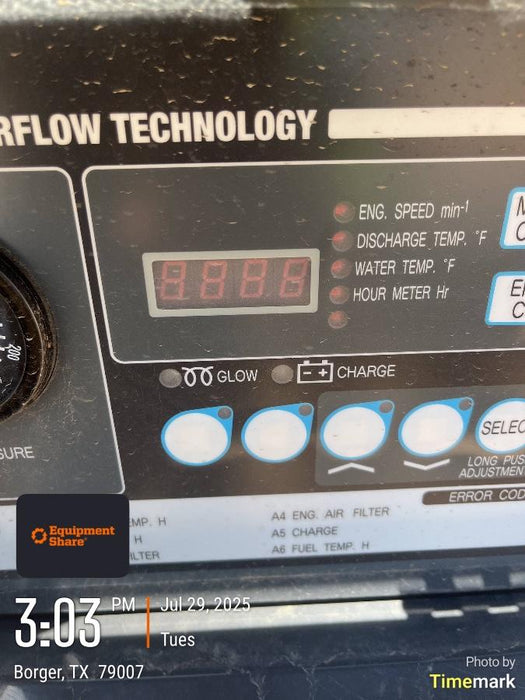 RFLOW TECHNOLOGY
ENG. SPEED min-1
DISCHARGE TEMP. °F
WATER TEMP. °F
HOUR METER Hr
200
GLOW
CHARGE
SURE
SELEC
LONG PUS
ADJUSTMEN
ERROR COD
EMP. H
H
ILTER
A4 ENG. AIR FILTER
A5 CHARGE
A6 FUEL TEMP. H
Equipment
Share
3:03 PM
Jul 29, 2025
Tues
Borger, TX 79007
Photo by
Timemark